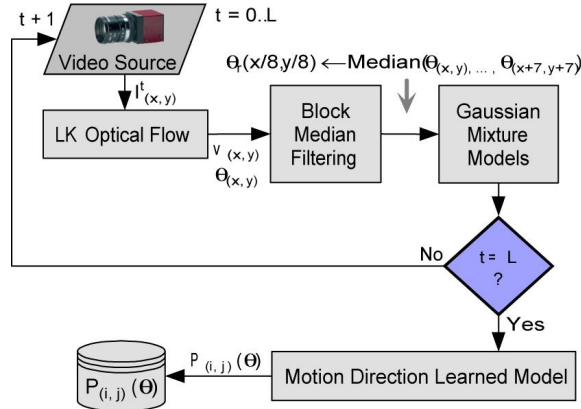 t + 1
t = 0..L
Video Source
I^t_(x, y)
Θ_r(x/8,y/8) ← Median(Θ_(x, y), ... , Θ_(x+7, y+7))
LK Optical Flow
v_(x, y)
Θ_(x, y)
Block
Median
Filtering
Gaussian
Mixture
Models
No
t = L
?
Yes
P_(i, j)(Θ)
P_(i, j)(Θ)
Motion Direction Learned Model